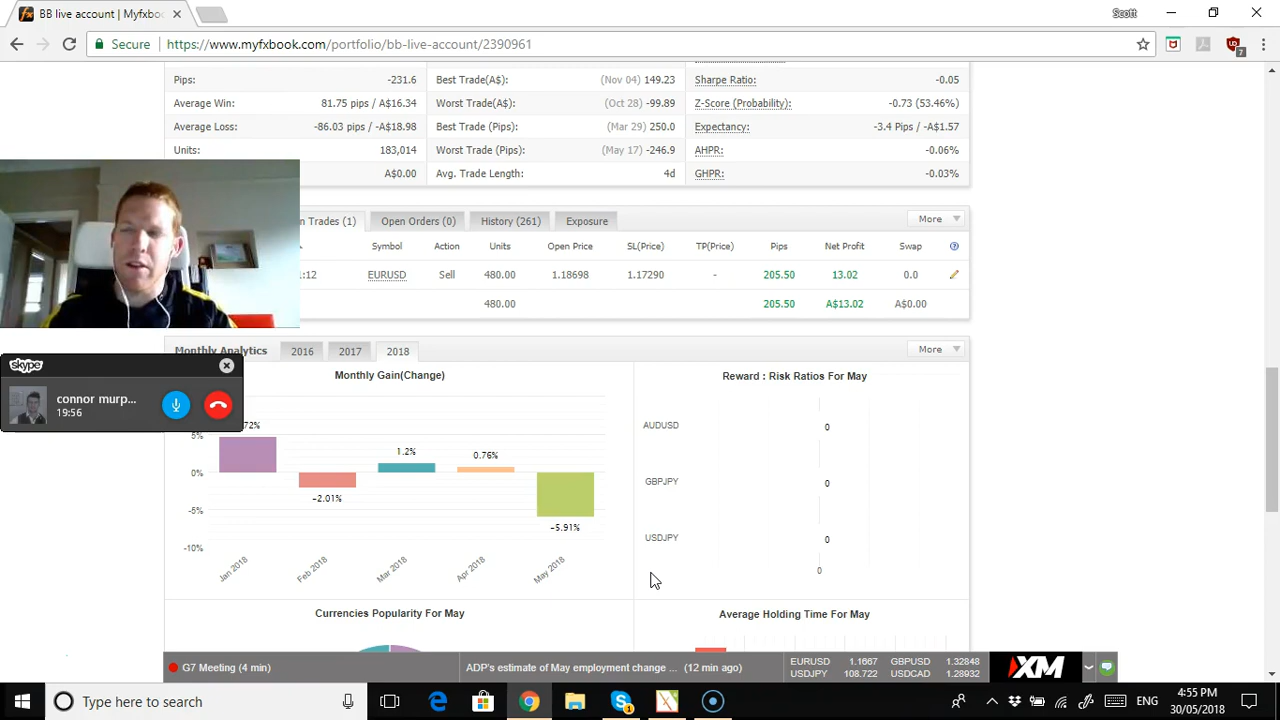 BB live account | Myfxboo
Scott
Secure
https://www.myfxbook.com/portfolio/bb-live-account/2390961
7
Pips: -231.6 Best Trade(A$): (Nov 04) 149.23 Sharpe Ratio: -0.05
Average Win: 81.75 pips / A$16.34 Worst Trade(A$): (Oct 28) -99.89 Z-Score (Probability): -0.73 (53.46%)
Average Loss: -86.03 pips / -A$18.98 Best Trade (Pips): (Mar 29) 250.0 Expectancy: -3.4 Pips / -A$1.57
Units: 183,014 Worst Trade (Pips): (May 17) -246.9 AHPR: -0.06%
A$0.00 Avg. Trade Length: 4d GHPR: -0.03%
n Trades (1) Open Orders (0) History (261) Exposure More
Symbol Action Units Open Price SL(Price) TP(Price) Pips Net Profit Swap
:12 EURUSD Sell 480.00 1.18698 1.17290 - 205.50 13.02 0.0
480.00 205.50 A$13.02 A$0.00
Monthly Analytics 2016 2017 2018 More
skype
connor murp...
19:56
Monthly Gain(Change)
72%
5%
0%
-5%
-10%
-2.01%
1.2%
0.76%
-5.91%
Jan 2018 Feb 2018 Mar 2018 Apr 2018 May 2018
Reward : Risk Ratios For May
AUDUSD 0
GBPJPY 0
USDJPY 0
0
Currencies Popularity For May
Average Holding Time For May
G7 Meeting (4 min)
ADP's estimate of May employment change ... (12 min ago)
EURUSD 1.1667 GBPUSD 1.32848
USDJPY 108.722 USDCAD 1.28932
XM
Type here to search
ENG
4:55 PM
30/05/2018